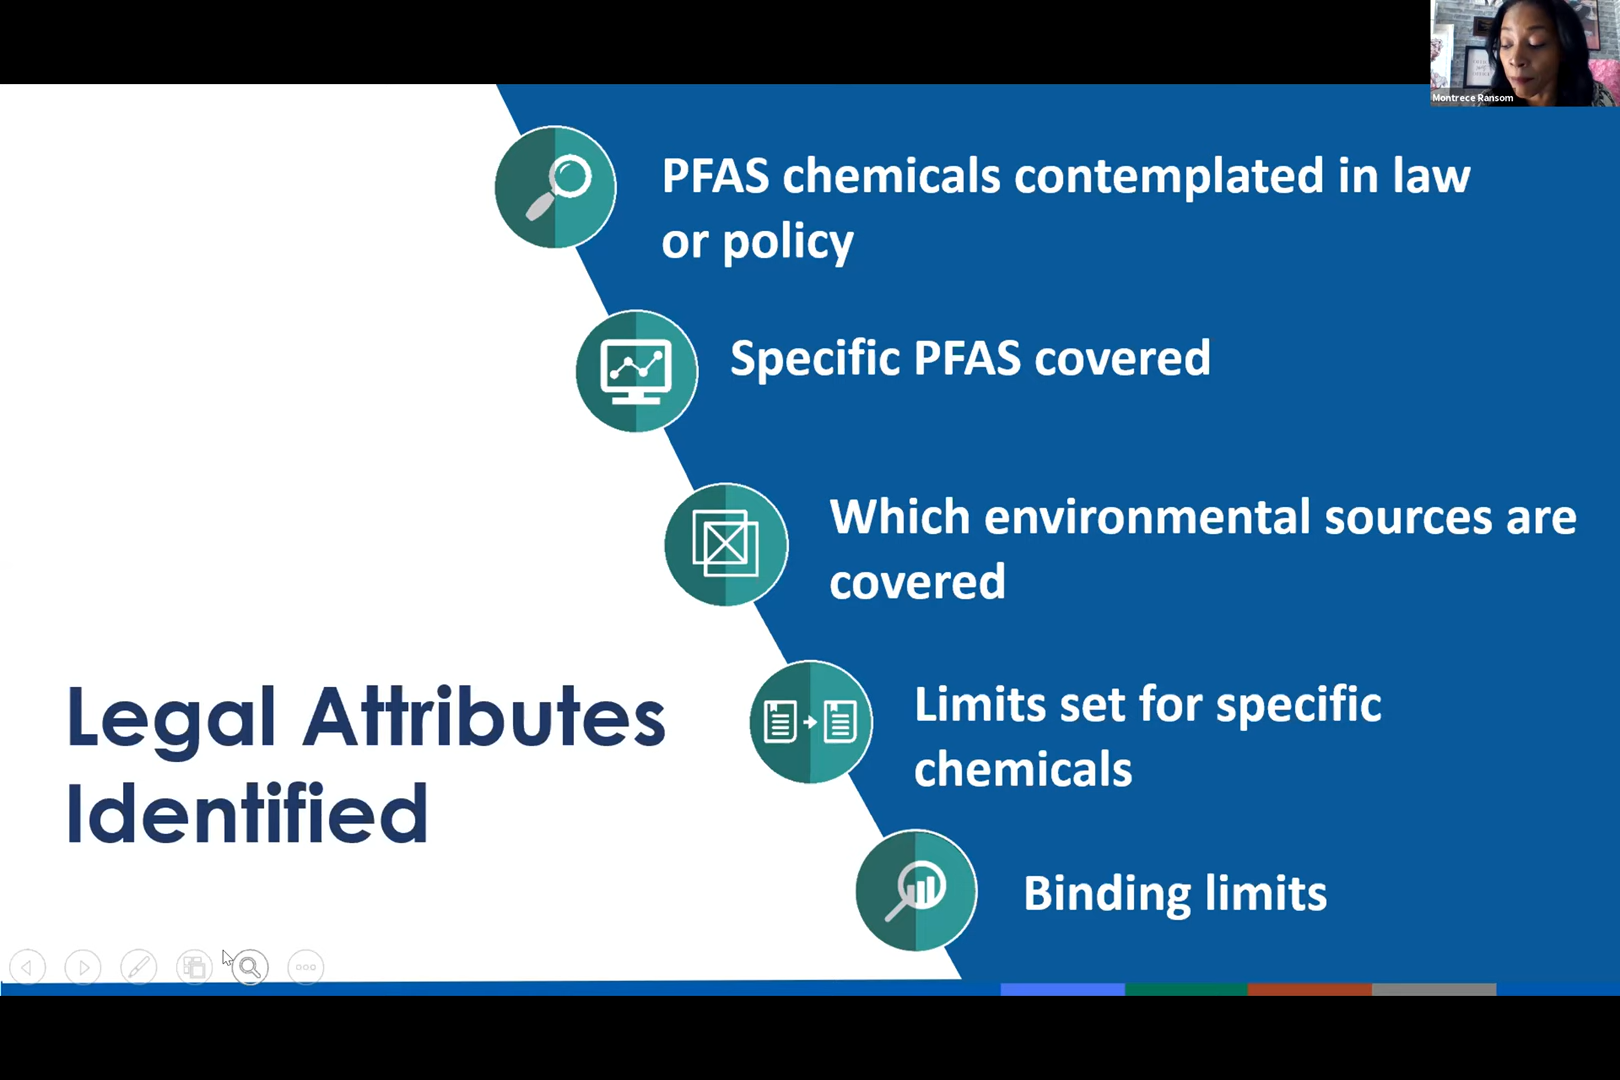 Montrece Ransom
PFAS chemicals contemplated in law
or policy
Specific PFAS covered
Which environmental sources are
covered
Limits set for specific
chemicals
Binding limits
Legal Attributes
Identified